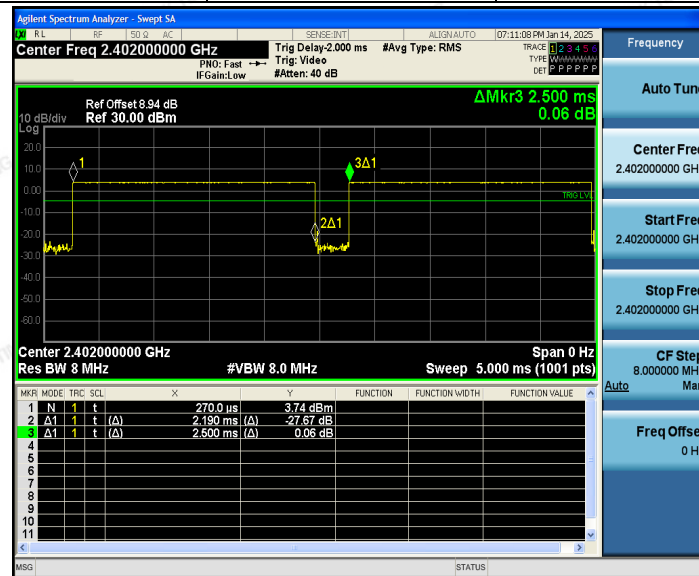 Agilent Spectrum Analyzer - Swept SA
LXI RL RF 50 Ω AC SENSE:INT ALIGN AUTO 07:11:08 PM Jan 14, 2025
Center Freq 2.402000000 GHz
PNO: Fast
IFGain:Low
Trig Delay-2.000 ms
Trig: Video
#Atten: 40 dB
#Avg Type: RMS
TRACE 1 2 3 4 5 6
TYPE W
DET P P P P P P
Ref Offset 8.94 dB
Ref 30.00 dBm
10 dB/div
Log
ΔMkr3 2.500 ms
0.06 dB
20.0
10.0
0.00
-10.0
-20.0
-30.0
-40.0
-50.0
-60.0
1
3Δ1
2Δ1
TRIG LVL
Center 2.402000000 GHz
Span 0 Hz
Res BW 8 MHz
#VBW 8.0 MHz
Sweep 5.000 ms (1001 pts)
MKR MODE TRC SCL X Y FUNCTION FUNCTION WIDTH FUNCTION VALUE
1 N 1 t 270.0 µs 3.74 dBm
2 Δ1 1 t (Δ) 2.190 ms (Δ) -27.67 dB
3 Δ1 1 t (Δ) 2.500 ms (Δ) 0.06 dB
4
5
6
7
8
9
10
11
MSG
STATUS
Frequency
Auto Tun
Center Fre
2.402000000 GH
Start Fre
2.402000000 GH
Stop Fre
2.402000000 GH
CF Step
8.000000 MH
Auto Ma
Freq Offse
0 H